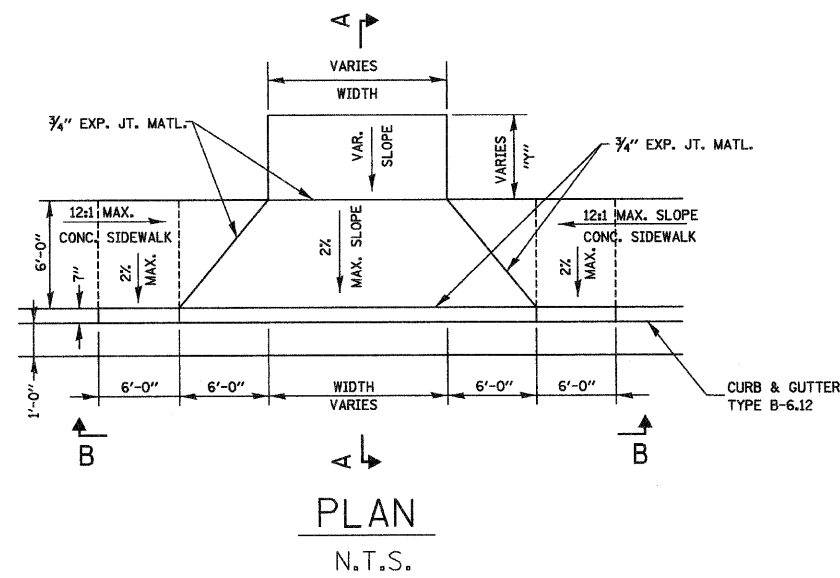 A
VARIES
WIDTH
¾" EXP. JT. MATL.
VAR.
SLOPE
VARIES
"Y"
¾" EXP. JT. MATL.
12:1 MAX.
CONC. SIDEWALK
12:1 MAX. SLOPE
CONC. SIDEWALK
6'-0"
7"
2%
MAX.
2%
MAX. SLOPE
2%
MAX.
1'-0"
6'-0"
6'-0"
WIDTH
VARIES
6'-0"
6'-0"
CURB & GUTTER
TYPE B-6.12
B
A
B
PLAN
N.T.S.